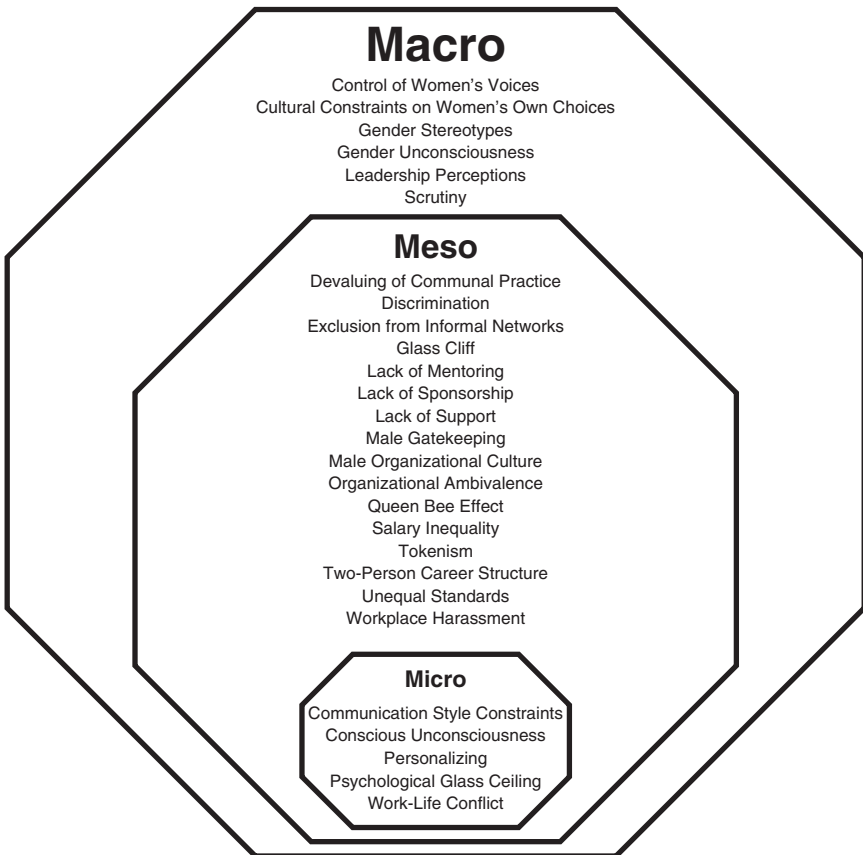 Macro
Control of Women's Voices
Cultural Constraints on Women's Own Choices
Gender Stereotypes
Gender Unconsciousness
Leadership Perceptions
Scrutiny
Meso
Devaluing of Communal Practice
Discrimination
Exclusion from Informal Networks
Glass Cliff
Lack of Mentoring
Lack of Sponsorship
Lack of Support
Male Gatekeeping
Male Organizational Culture
Organizational Ambivalence
Queen Bee Effect
Salary Inequality
Tokenism
Two-Person Career Structure
Unequal Standards
Workplace Harassment
Micro
Communication Style Constraints
Conscious Unconsciousness
Personalizing
Psychological Glass Ceiling
Work-Life Conflict